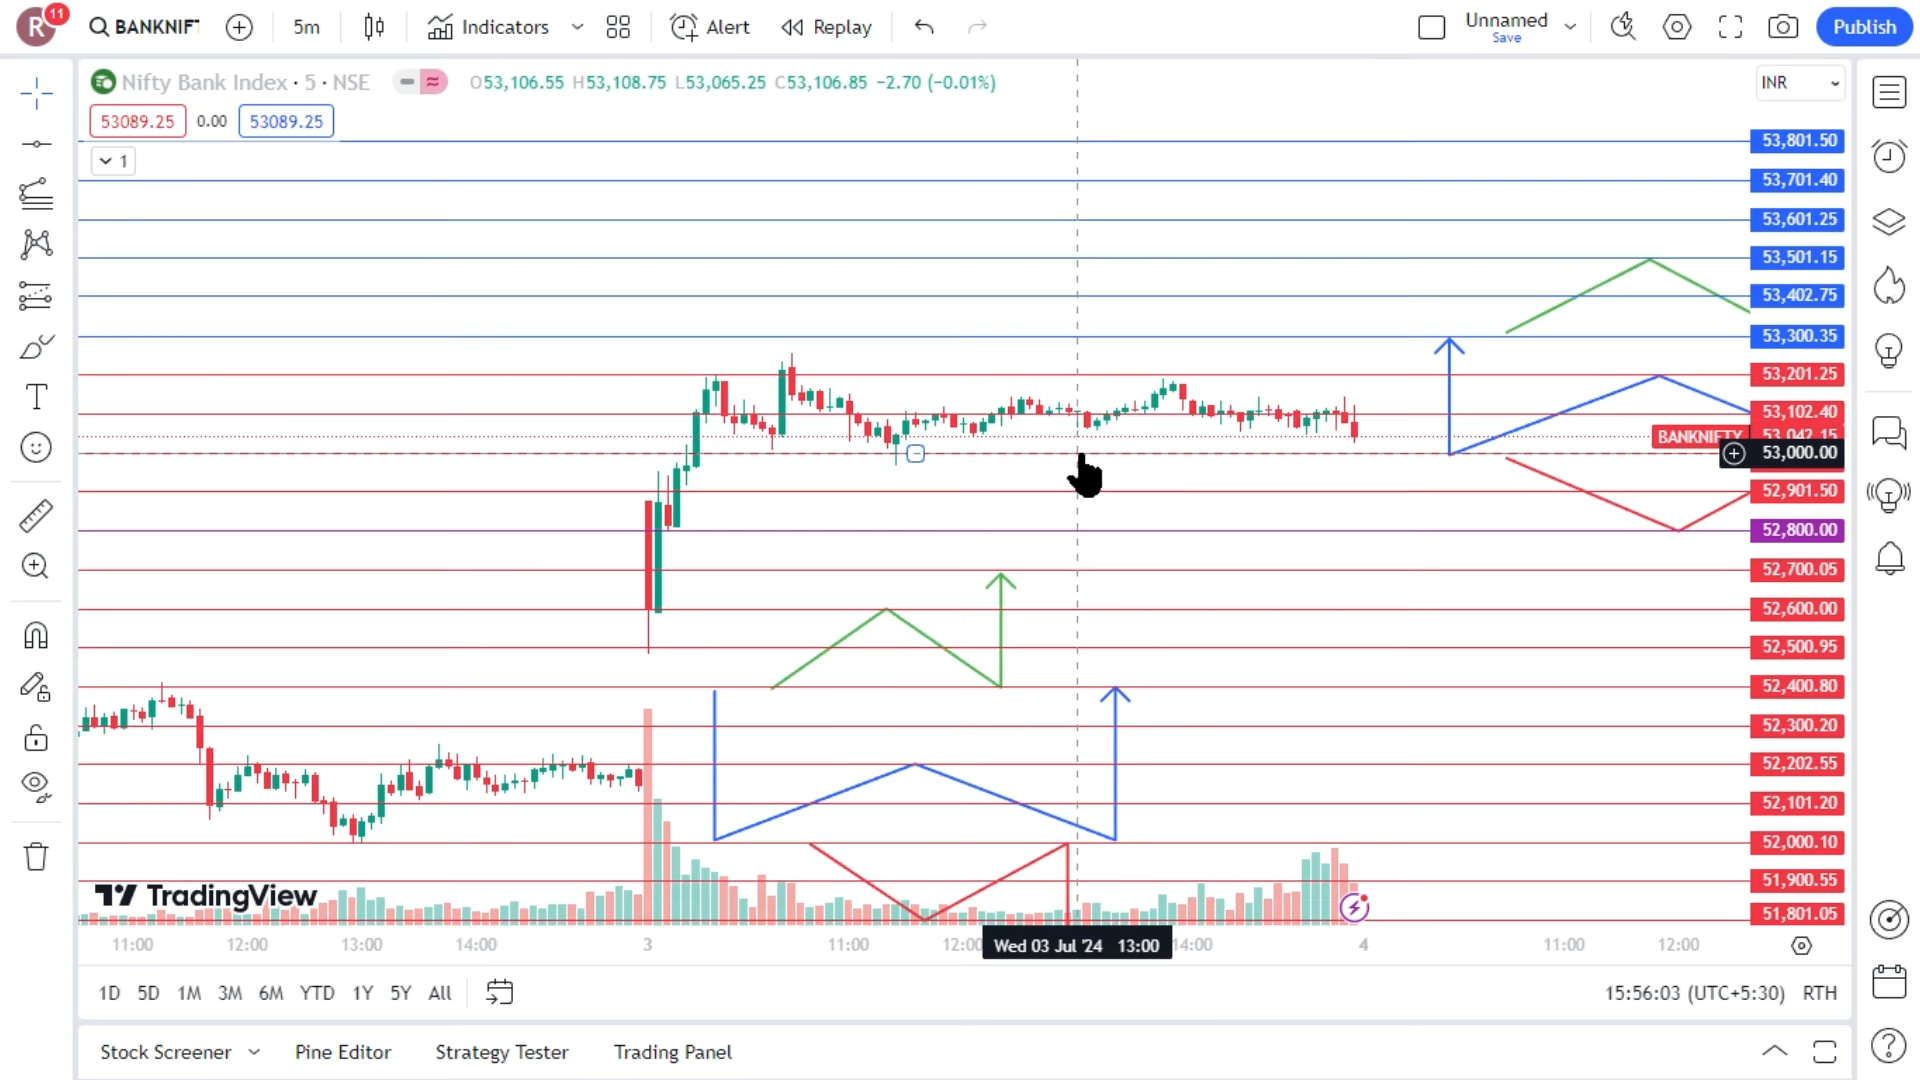 R 11 BANKNIFT 5m Indicators Alert Replay Unnamed Save Publish
Nifty Bank Index · 5 · NSE O53,106.55 H53,108.75 L53,065.25 C53,106.85 −2.70 (−0.01%) INR
53089.25 0.00 53089.25
53,801.50
1
53,701.40
53,601.25
53,501.15
53,402.75
53,300.35
53,201.25
53,102.40
BANKNIFTY 53,042.15
53,000.00
52,901.50
52,800.00
52,700.05
52,600.00
52,500.95
52,400.80
52,300.20
52,202.55
52,101.20
52,000.10
51,900.55
TradingView
51,801.05
11:00 12:00 13:00 14:00 3 11:00 12:00 Wed 03 Jul '24 13:00 14:00 4 11:00 12:00
1D 5D 1M 3M 6M YTD 1Y 5Y All 15:56:03 (UTC+5:30) RTH
Stock Screener Pine Editor Strategy Tester Trading Panel